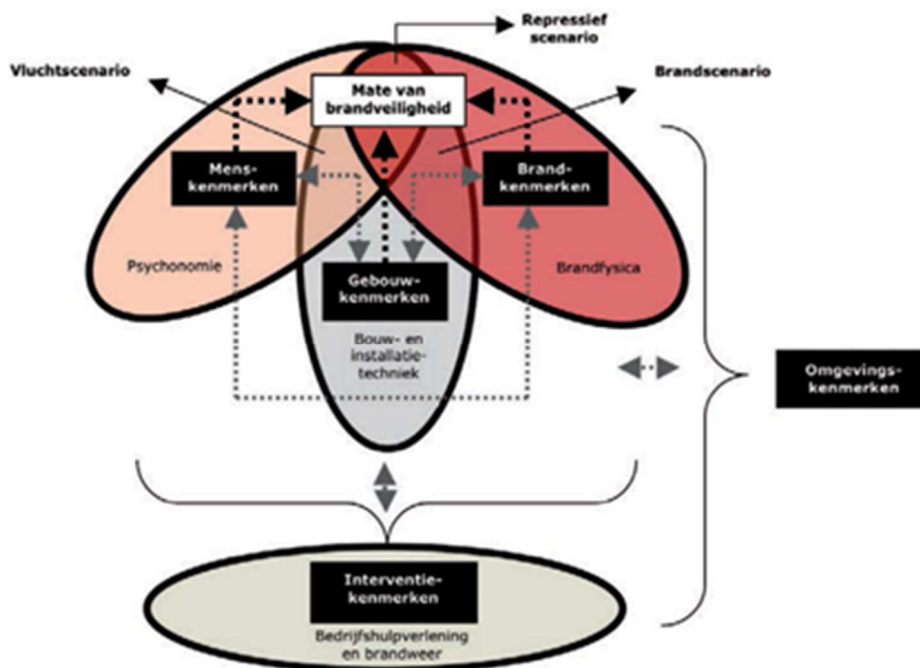 Repressief
scenario
Vluchtscenario
Brandscenario
Mate van
brandveiligheid
Mens-
kenmerken
Brand-
kenmerken
Psychonomie
Brandfysica
Gebouw-
kenmerken
Bouw- en
installatie-
techniek
Omgevings-
kenmerken
Interventie-
kenmerken
Bedrijfshulpverlening
en brandweer